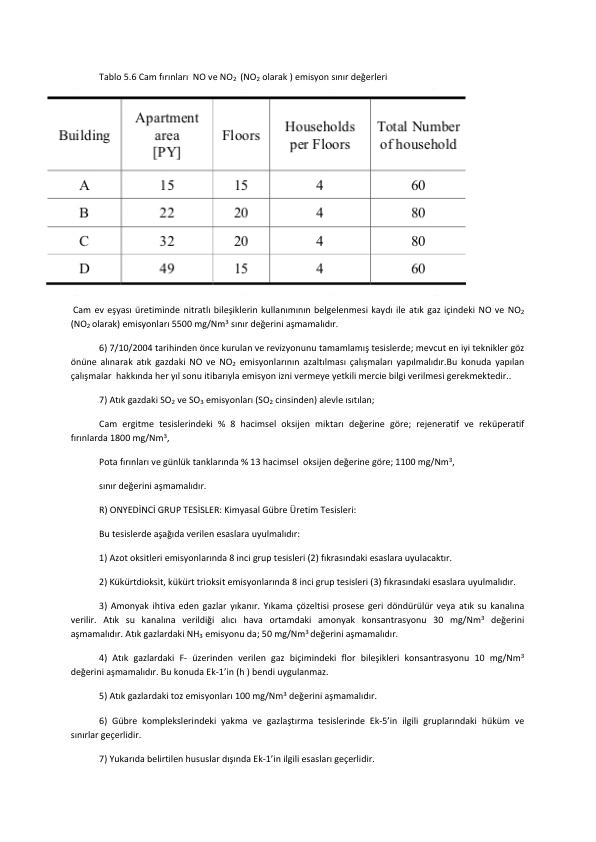 Tablo 5.6 Cam fırınları  NO ve NO₂  (NO₂ olarak ) emisyon sınır değerleri
Building | Apartment area [PY] | Floors | Households per Floors | Total Number of household
A | 15 | 15 | 4 | 60
B | 22 | 20 | 4 | 80
C | 32 | 20 | 4 | 80
D | 49 | 15 | 4 | 60
Cam ev eşyası üretiminde nitratlı bileşiklerin kullanımının belgelenmesi kaydı ile atık gaz içindeki NO ve NO₂
(NO₂ olarak) emisyonları 5500 mg/Nm³ sınır değerini aşmamalıdır.
6) 7/10/2004 tarihinden önce kurulan ve revizyonunu tamamlamış tesislerde; mevcut en iyi teknikler göz
önüne alınarak atık gazdaki NO ve NO₂ emisyonlarının azaltılması çalışmaları yapılmalıdır.Bu konuda yapılan
çalışmalar  hakkında her yıl sonu itibarıyla emisyon izni vermeye yetkili mercie bilgi verilmesi gerekmektedir..
7) Atık gazdaki SO₂ ve SO₃ emisyonları (SO₂ cinsinden) alevle ısıtılan;
Cam ergitme tesislerindeki % 8 hacimsel oksijen miktarı değerine göre; rejeneratif ve reküperatif
fırınlarda 1800 mg/Nm³,
Pota fırınları ve günlük tanklarında % 13 hacimsel  oksijen değerine göre; 1100 mg/Nm³,
sınır değerini aşmamalıdır.
R) ONYEDİNCİ GRUP TESİSLER: Kimyasal Gübre Üretim Tesisleri:
Bu tesislerde aşağıda verilen esaslara uyulmalıdır:
1) Azot oksitleri emisyonlarında 8 inci grup tesisleri (2) fıkrasındaki esaslara uyulacaktır.
2) Kükürtdioksit, kükürt trioksit emisyonlarında 8 inci grup tesisleri (3) fıkrasındaki esaslara uyulmalıdır.
3) Amonyak ihtiva eden gazlar yıkanır. Yıkama çözeltisi prosese geri döndürülür veya atık su kanalına
verilir. Atık su kanalına verildiği alıcı hava ortamdaki amonyak konsantrasyonu 30 mg/Nm³ değerini
aşmamalıdır. Atık gazlardaki NH₃ emisyonu da; 50 mg/Nm³ değerini aşmamalıdır.
4) Atık gazlardaki F- üzerinden verilen gaz biçimindeki flor bileşikleri konsantrasyonu 10 mg/Nm³
değerini aşmamalıdır. Bu konuda Ek-1’in (h ) bendi uygulanmaz.
5) Atık gazlardaki toz emisyonları 100 mg/Nm³ değerini aşmamalıdır.
6) Gübre komplekslerindeki yakma ve gazlaştırma tesislerinde Ek-5’in ilgili gruplarındaki hüküm ve
sınırlar geçerlidir.
7) Yukarıda belirtilen hususlar dışında Ek-1’in ilgili esasları geçerlidir.